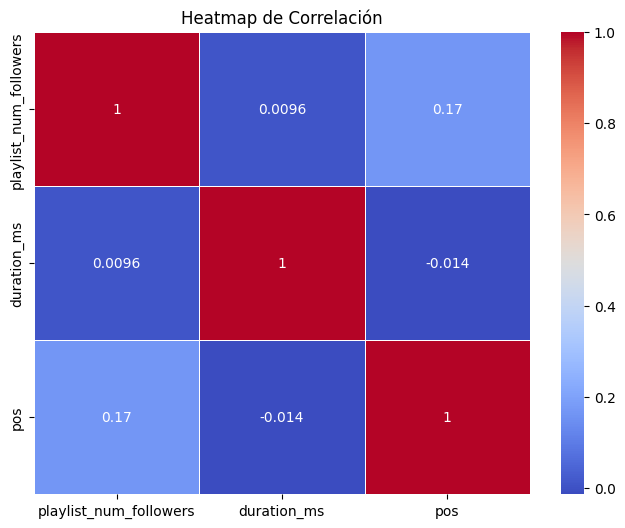 Heatmap de Correlación
playlist_num_followers
1
0.0096
0.17
duration_ms
0.0096
1
-0.014
pos
0.17
-0.014
1
playlist_num_followers
duration_ms
pos
1.0
0.8
0.6
0.4
0.2
0.0